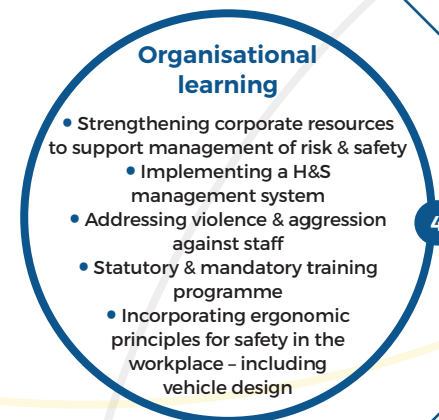 Organisational
learning
• Strengthening corporate resources
to support management of risk & safety
• Implementing a H&S
management system
• Addressing violence & aggression
against staff
• Statutory & mandatory training
programme
• Incorporating ergonomic
principles for safety in the
workplace – including
vehicle design
4